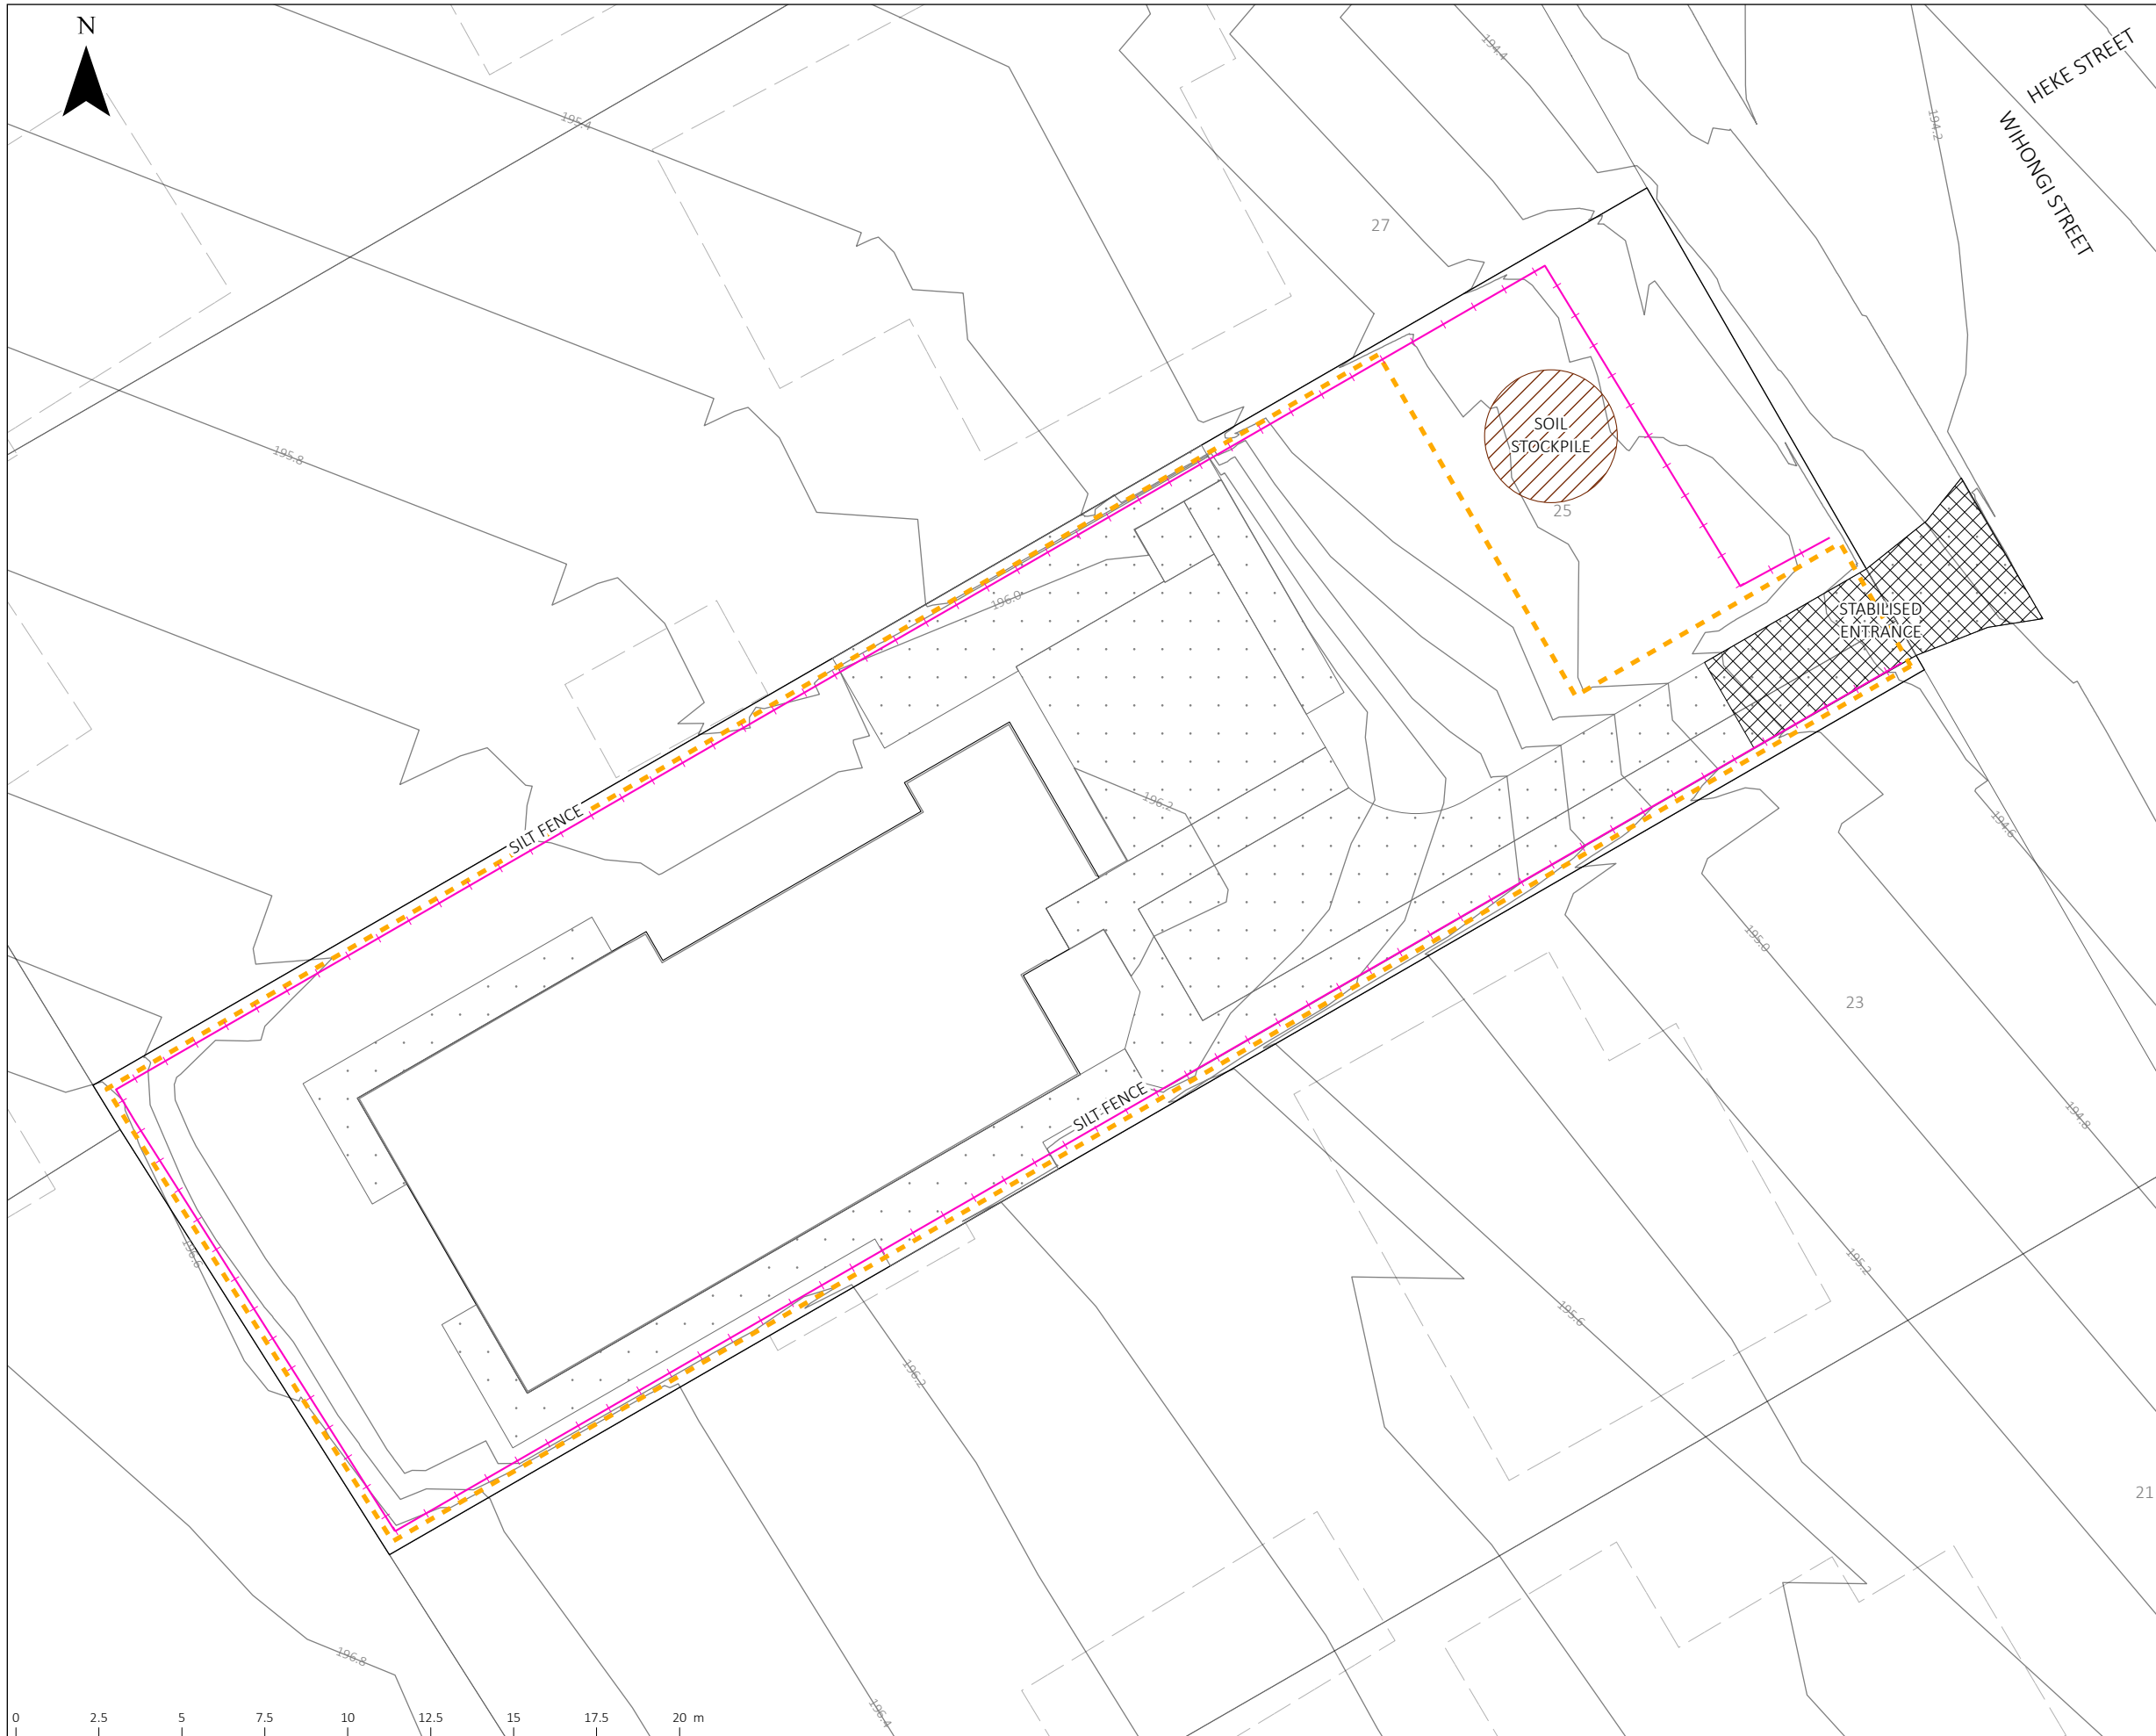 N
HEKE STREET
194.4
195.4
194.2
WIHONGI STREET
27
SOIL
STOCKPILE
195.8
25
196.0
STABILISED
ENTRANCE
196.2
SILT FENCE
194.6
195.0
23
SILT FENCE
194.8
196.6
195.2
195.6
196.2
21
196.8
196.4
0 2.5 5 7.5 10 12.5 15 17.5 20 m